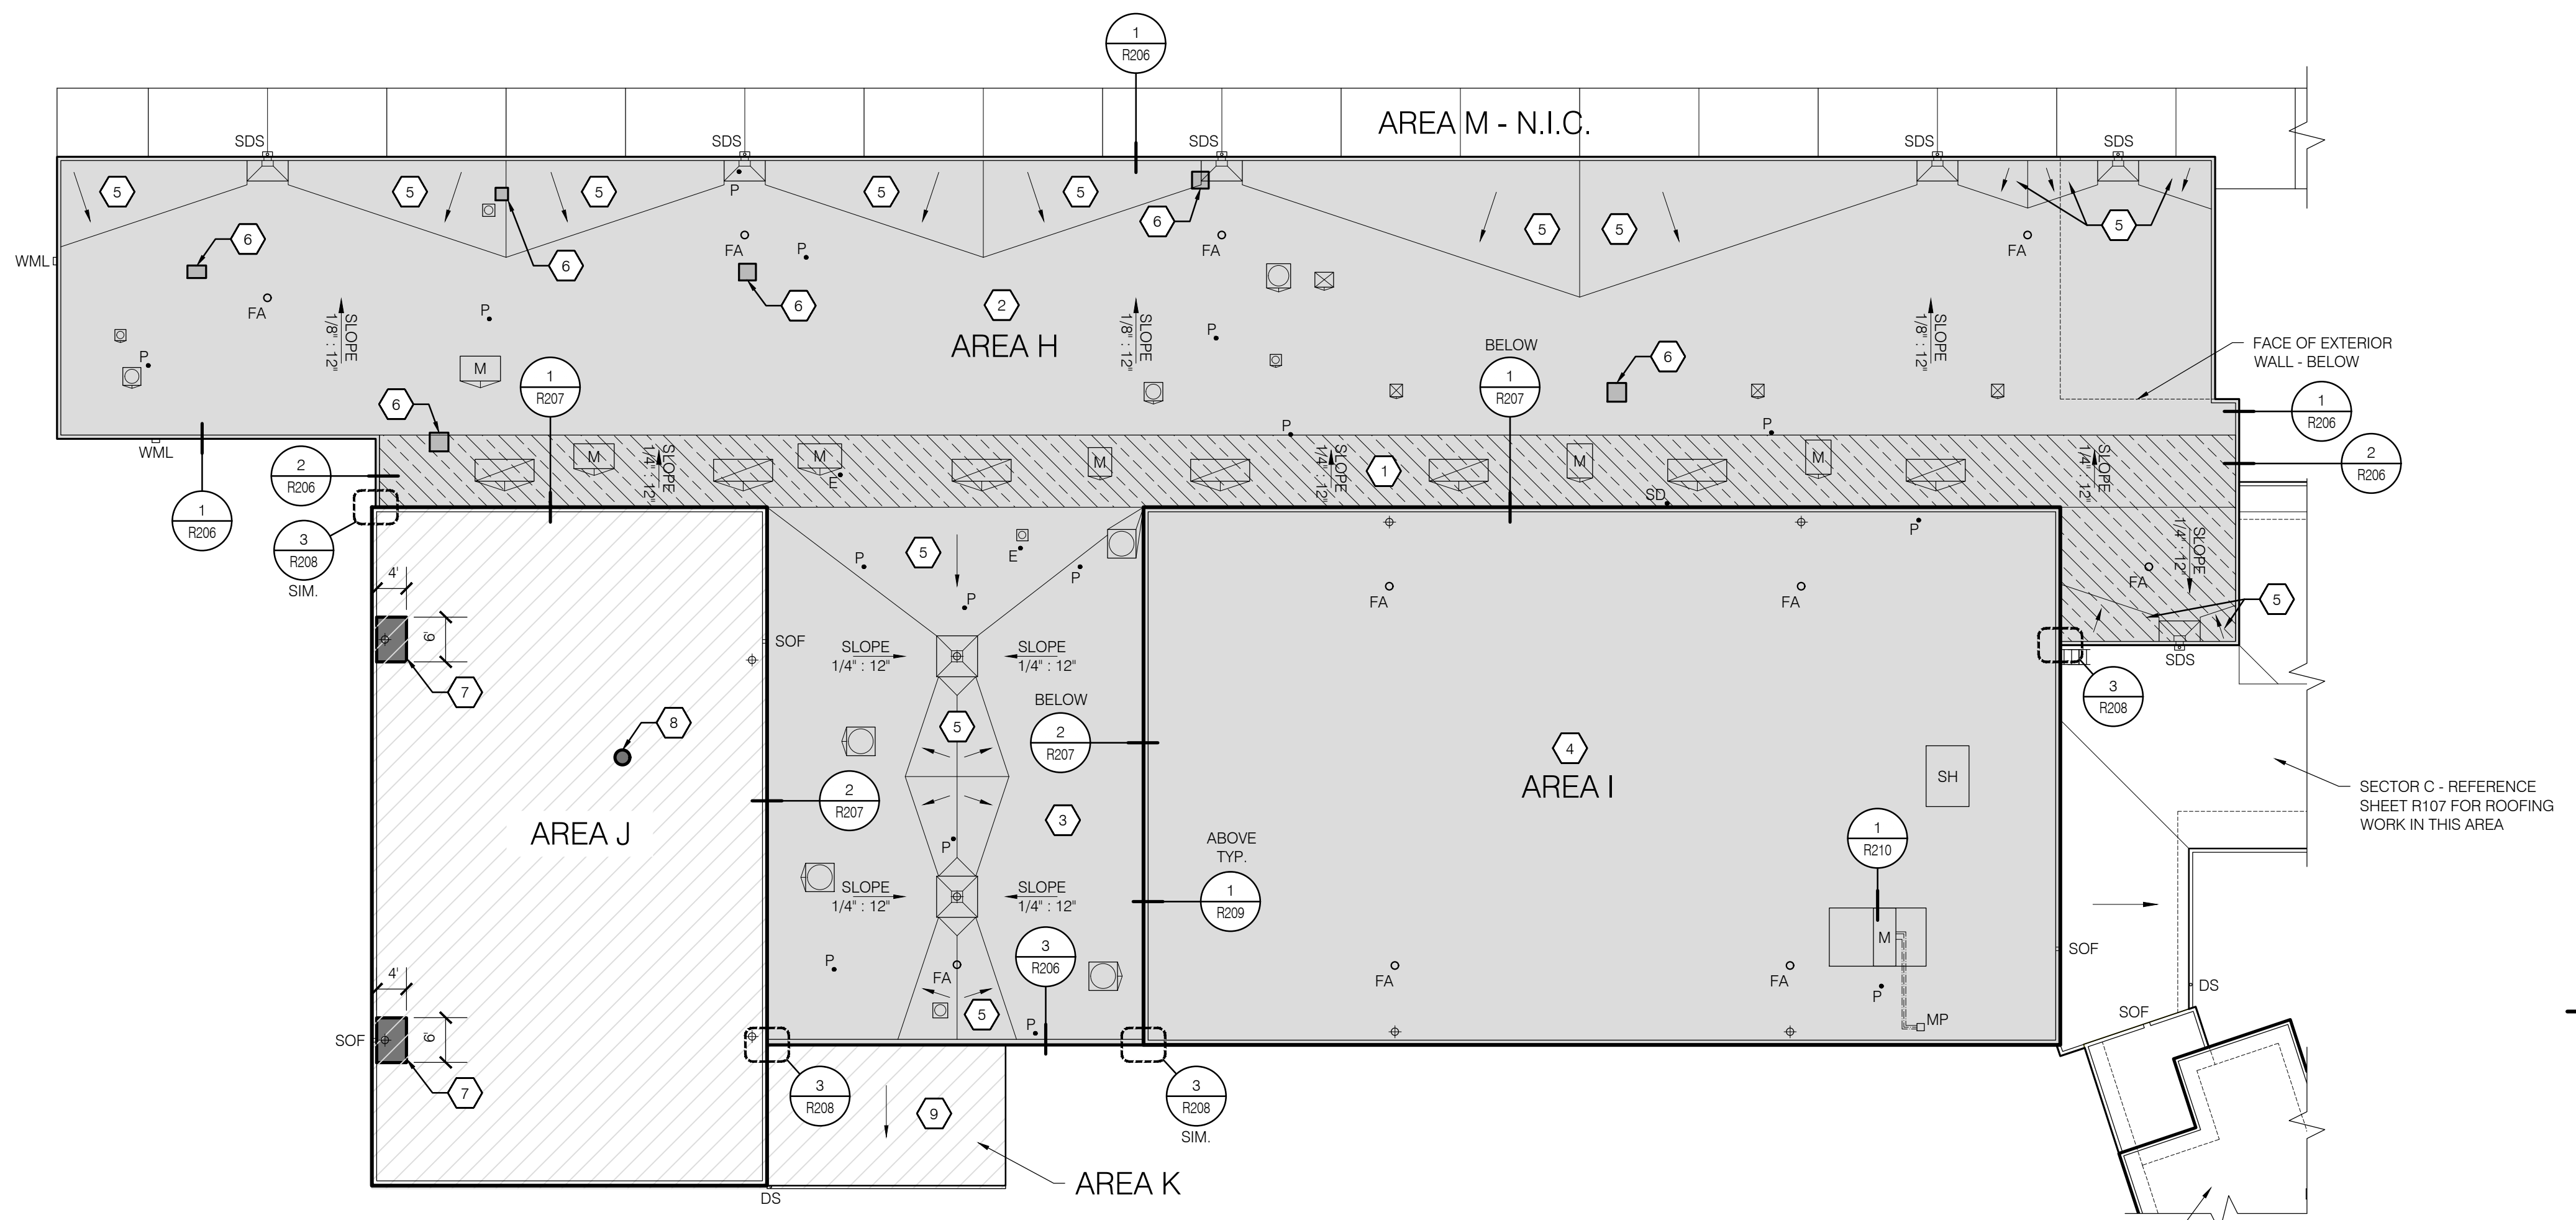 1
R206
AREA M - N.I.C.
SDS
SDS
SDS
SDS
SDS
5
5
5
5
5
5
5
5
P
6
6
6
6
FA
P
FA
FA
FA
WML
2
AREA H
SLOPE
1/8" : 12"
SLOPE
1/8" : 12"
SLOPE
1/8" : 12"
P
P
P
M
BELOW
1
R207
1
R207
6
6
FACE OF EXTERIOR
WALL - BELOW
1
R206
2
R206
WML
2
R206
1
R206
3
R208
SIM.
P
P
M
M
M
M
M
E
SLOPE
1/4" : 12"
SLOPE
1/4" : 12"
SLOPE
1/4" : 12"
SLOPE
1/4" : 12"
1
SD
P
FA
5
SDS
P
5
E
P
P
FA
FA
4'
6'
7
SOF
SLOPE
1/4" : 12"
SLOPE
1/4" : 12"
BELOW
2
R207
5
8
3
R208
4
AREA I
SH
AREA J
2
R207
3
P
SECTOR C - REFERENCE
SHEET R107 FOR ROOFING
WORK IN THIS AREA
SLOPE
1/4" : 12"
SLOPE
1/4" : 12"
ABOVE
TYP.
1
R209
1
R210
M
P
FA
3
R206
FA
FA
P
MP
SOF
DS
SOF
4'
6'
SOF
7
5
P
3
R208
3
R208
SIM.
9
AREA K
DS